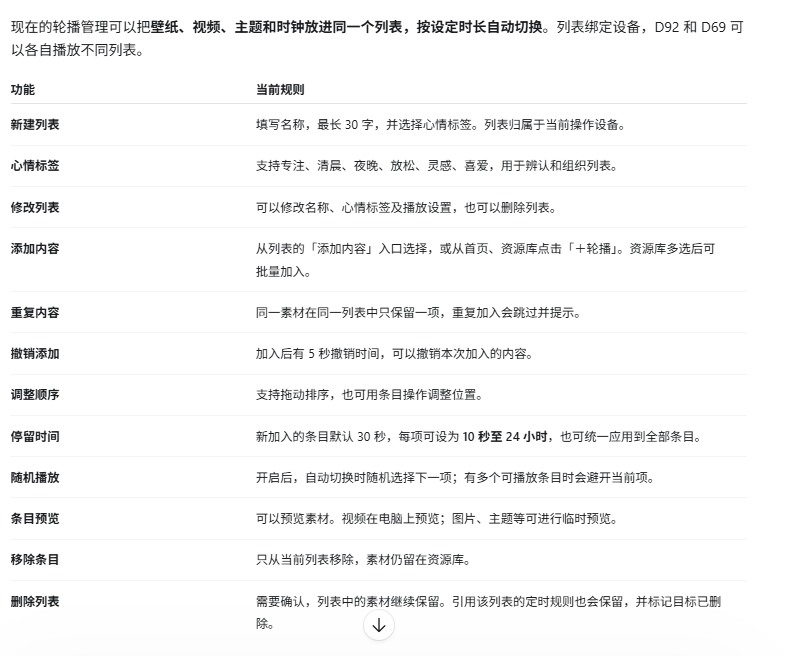 现在的轮播管理可以把壁纸、视频、主题和时钟放进同一个列表，按设定时长自动切换。列表绑定设备，D92 和 D69 可
以各自播放不同列表。
功能 当前规则
新建列表 填写名称，最长 30 字，并选择心情标签。列表归属于当前操作设备。
心情标签 支持专注、清晨、夜晚、放松、灵感、喜爱，用于辨认和组织列表。
修改列表 可以修改名称、心情标签及播放设置，也可以删除列表。
添加内容 从列表的「添加内容」入口选择，或从首页、资源库点击「＋轮播」。资源库多选后可
批量加入。
重复内容 同一素材在同一列表中只保留一项，重复加入会跳过并提示。
撤销添加 加入后有 5 秒撤销时间，可以撤销本次加入的内容。
调整顺序 支持拖动排序，也可用条目操作调整位置。
停留时间 新加入的条目默认 30 秒，每项可设为 10 秒至 24 小时，也可统一应用到全部条目。
随机播放 开启后，自动切换时随机选择下一项；有多个可播放条目时会避开当前项。
条目预览 可以预览素材。视频在电脑上预览；图片、主题等可进行临时预览。
移除条目 只从当前列表移除，素材仍留在资源库。
删除列表 需要确认，列表中的素材继续保留。引用该列表的定时规则也会保留，并标记目标已删
除。